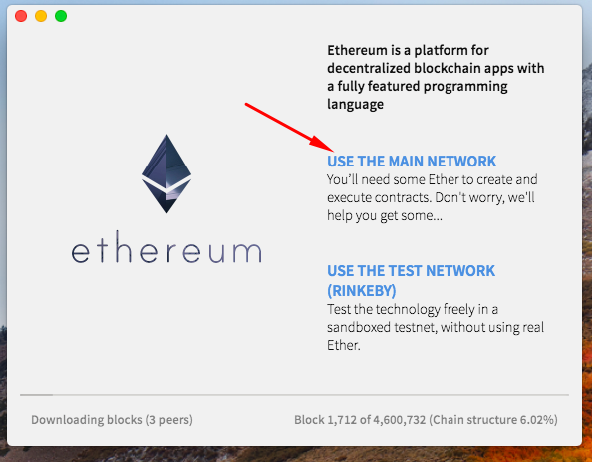 Ethereum is a platform for
decentralized blockchain apps with
a fully featured programming
language
USE THE MAIN NETWORK
You'll need some Ether to create and
execute contracts. Don't worry, we'll
help you get some...
ethereum
USE THE TEST NETWORK
(RINKEBY)
Test the technology freely in a
sandboxed testnet, without using real
Ether.
Downloading blocks (3 peers)
Block 1,712 of 4,600,732 (Chain structure 6.02%)